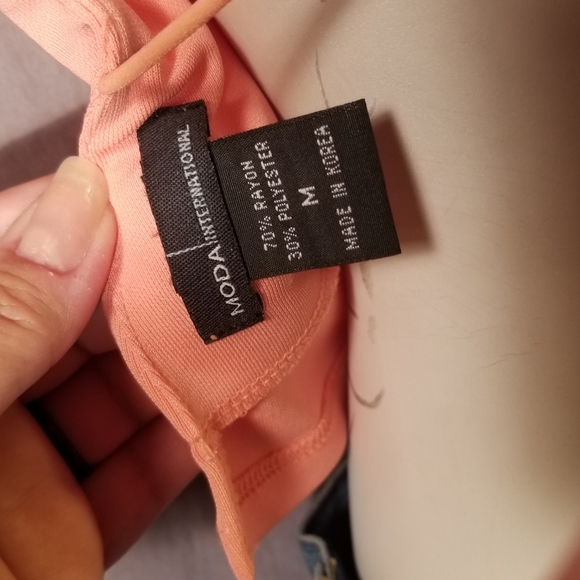 MODA INTERNATIONAL
70% RAYON
30% POLYESTER
M
MADE IN KOREA